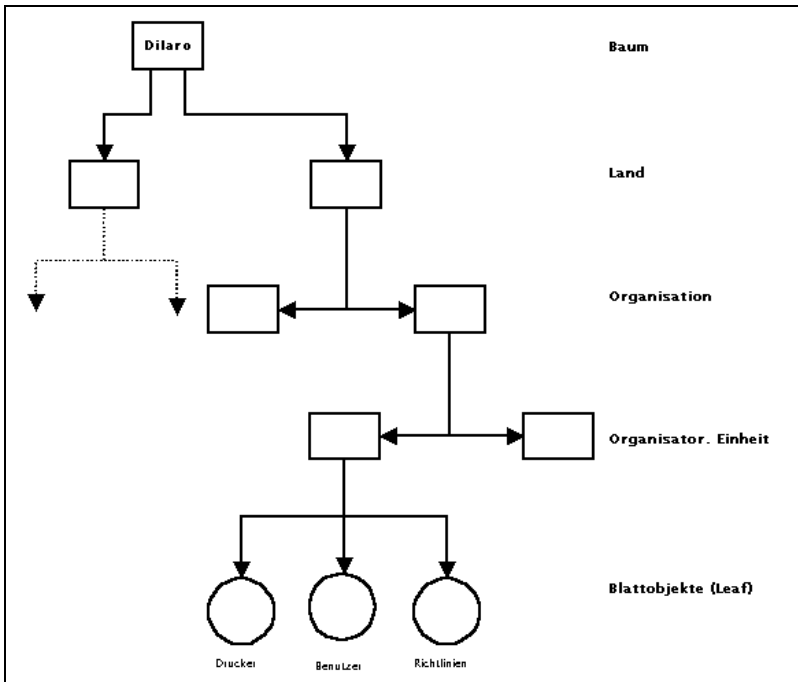 Dilaro
Baum
Land
Organisation
Organisator. Einheit
Blattobjekte (Leaf)
Drucker
Benutzer
Richtlinien